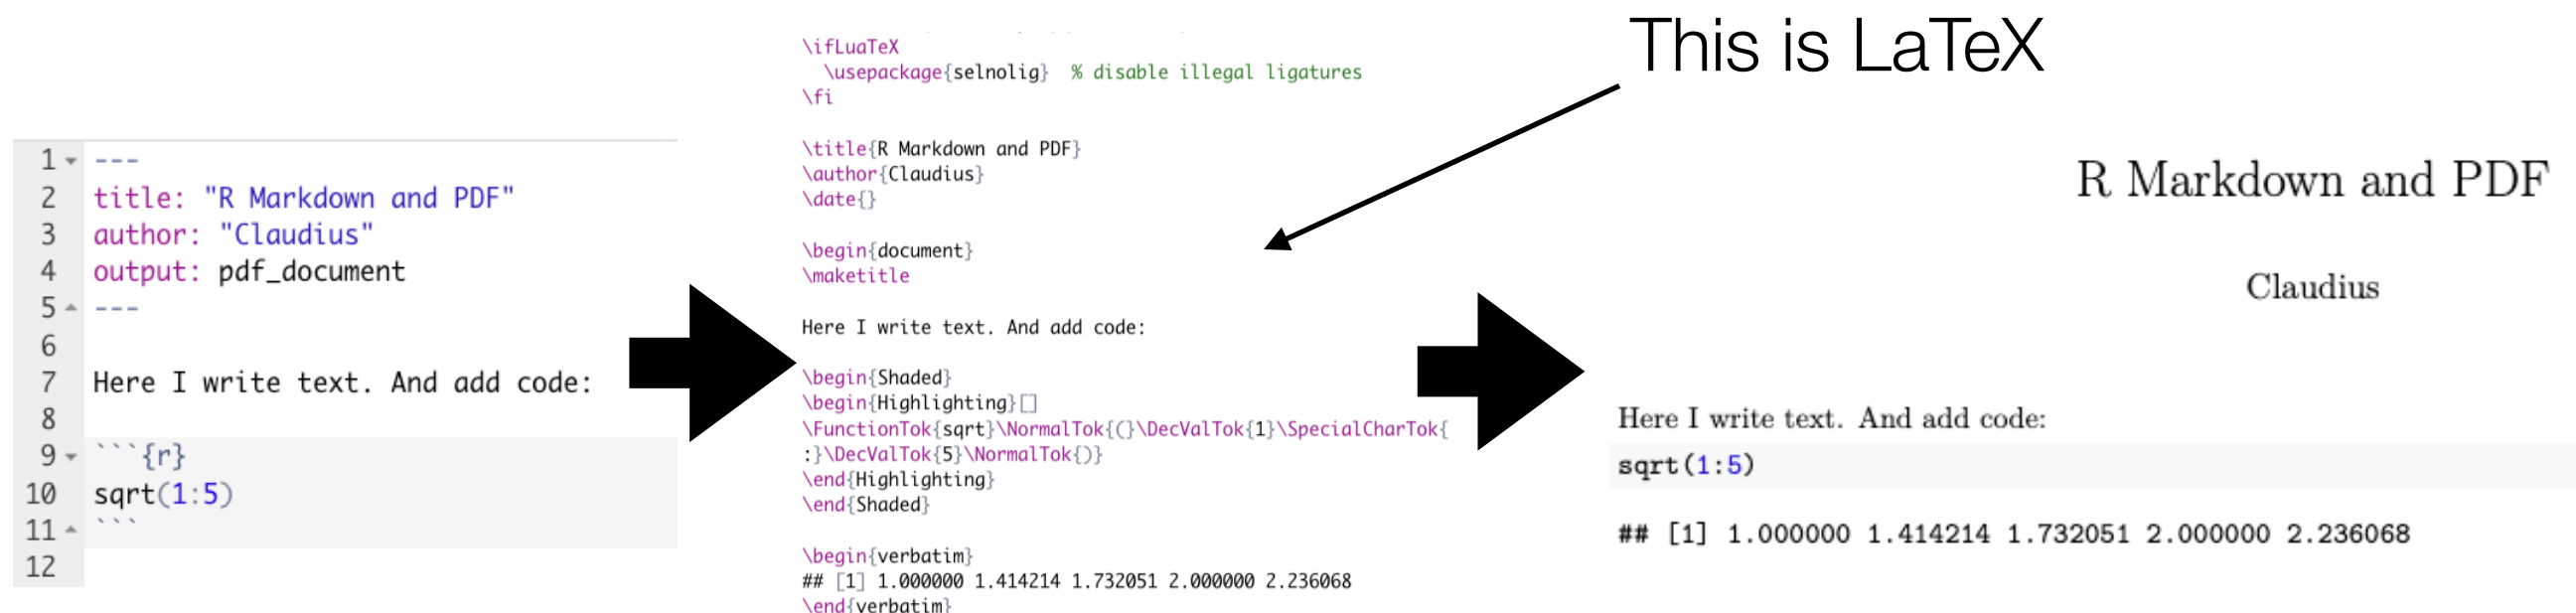 This is LaTeX
1 ---
2 title: "R Markdown and PDF"
3 author: "Claudius"
4 output: pdf_document
5 ---
6
7 Here I write text. And add code:
8
9 ```{r}
10 sqrt(1:5)
11 ```
12
\ifLuaTeX
  \usepackage{selnolig}  % disable illegal ligatures
\fi
\title{R Markdown and PDF}
\author{Claudius}
\date{}
\begin{document}
\maketitle
Here I write text. And add code:
\begin{Shaded}
\begin{Highlighting}[]
\FunctionTok{sqrt}\NormalTok{(}\DecValTok{1}\SpecialCharTok{
:}\DecValTok{5}\NormalTok{)}
\end{Highlighting}
\end{Shaded}
\begin{verbatim}
## [1] 1.000000 1.414214 1.732051 2.000000 2.236068
\end{verbatim}
R Markdown and PDF
Claudius
Here I write text. And add code:
sqrt(1:5)
## [1] 1.000000 1.414214 1.732051 2.000000 2.236068